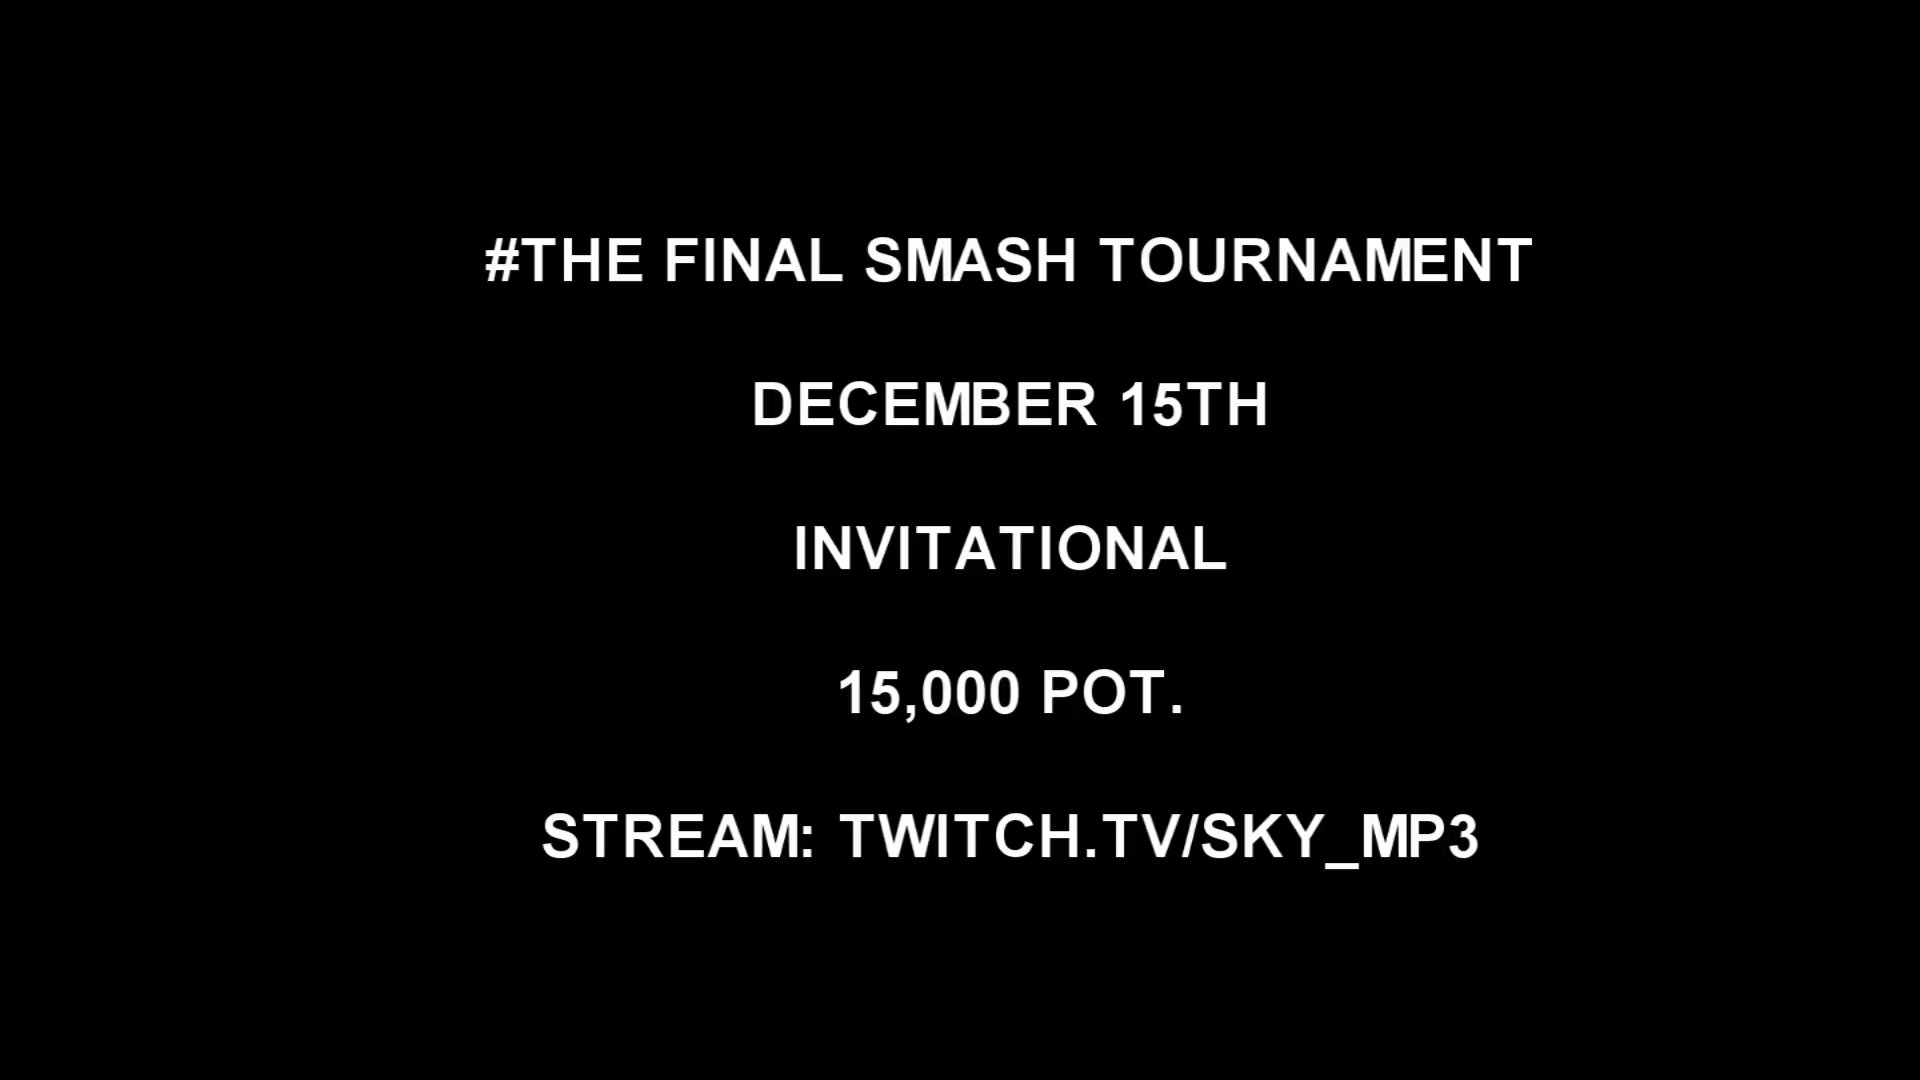 #THE FINAL SMASH TOURNAMENT
DECEMBER 15TH
INVITATIONAL
15,000 POT.
STREAM: TWITCH.TV/SKY_MP3